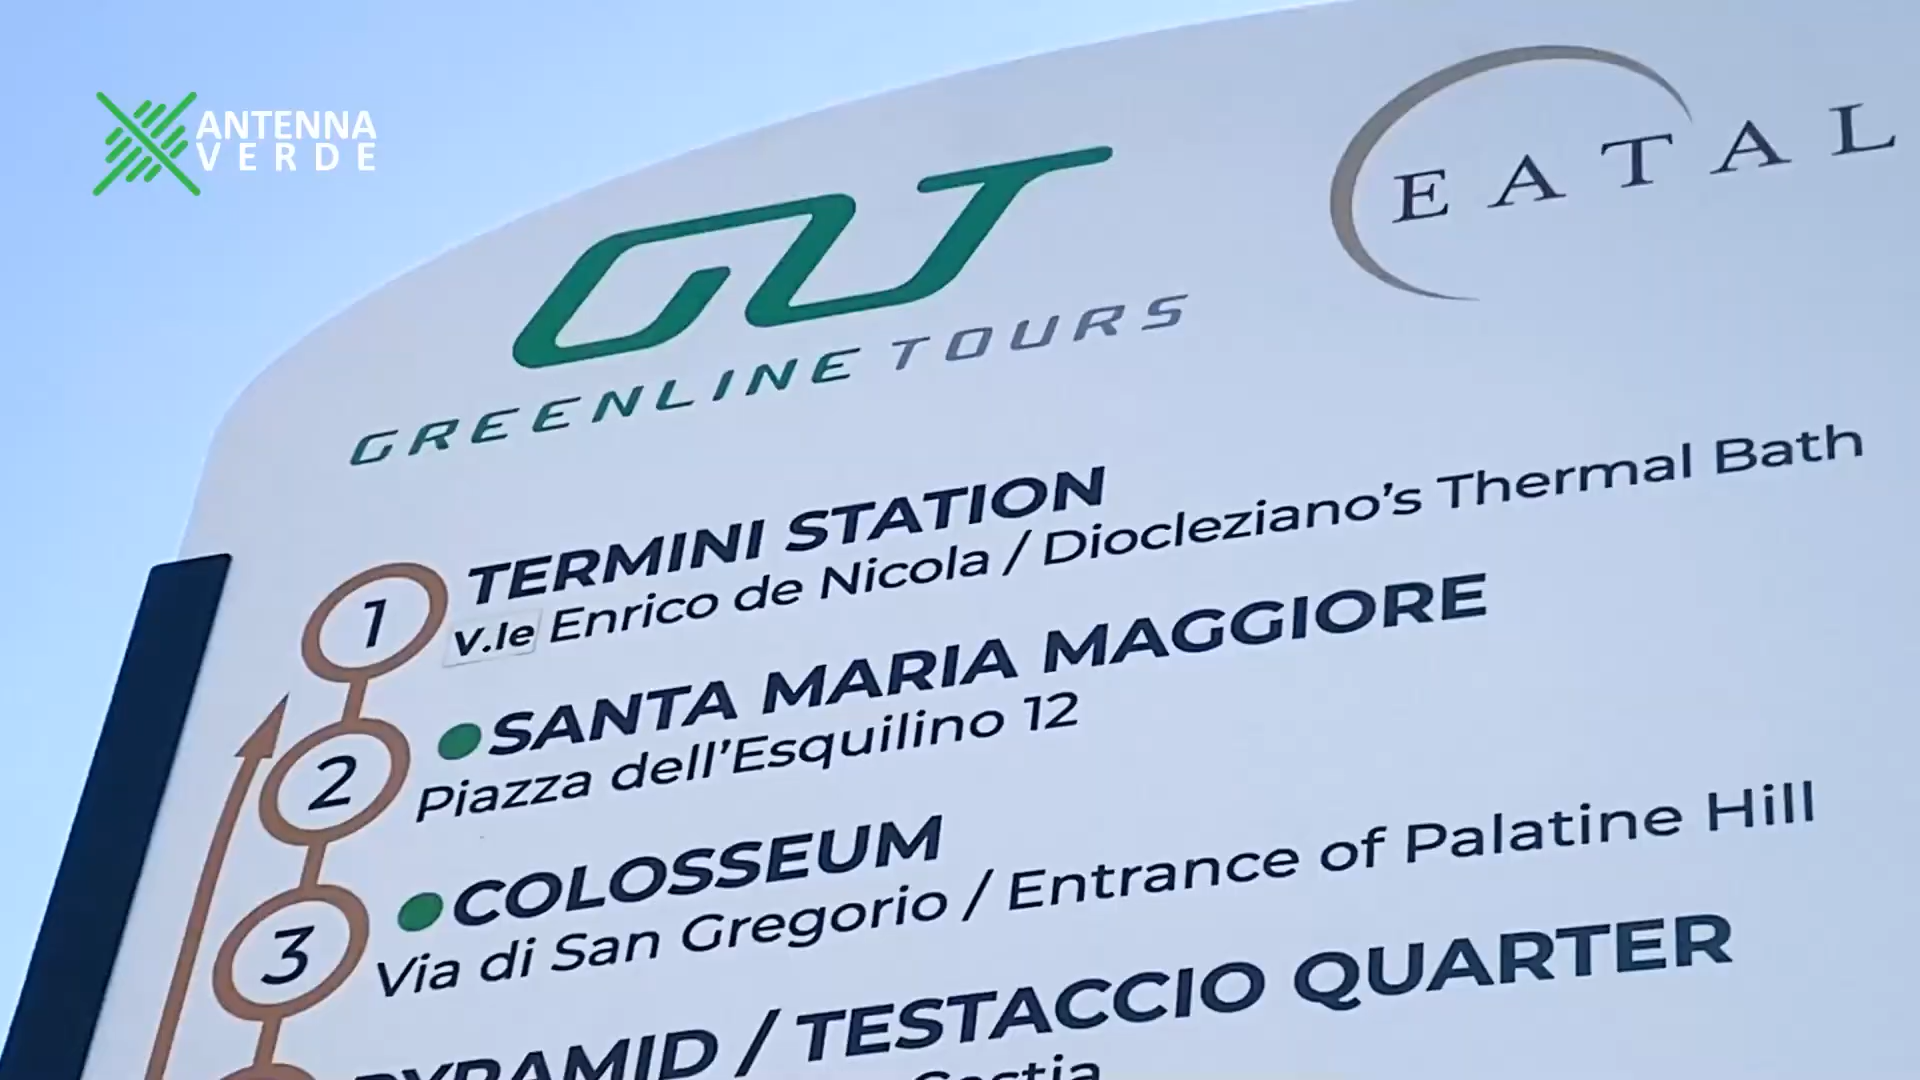 ANTENNA
VERDE
GREENLINE TOURS
EATAL
1 TERMINI STATION
v.le Enrico de Nicola / Diocleziano's Thermal Bath
2 SANTA MARIA MAGGIORE
Piazza dell'Esquilino 12
3 COLOSSEUM
Via di San Gregorio / Entrance of Palatine Hill
PYRAMID / TESTACCIO QUARTER